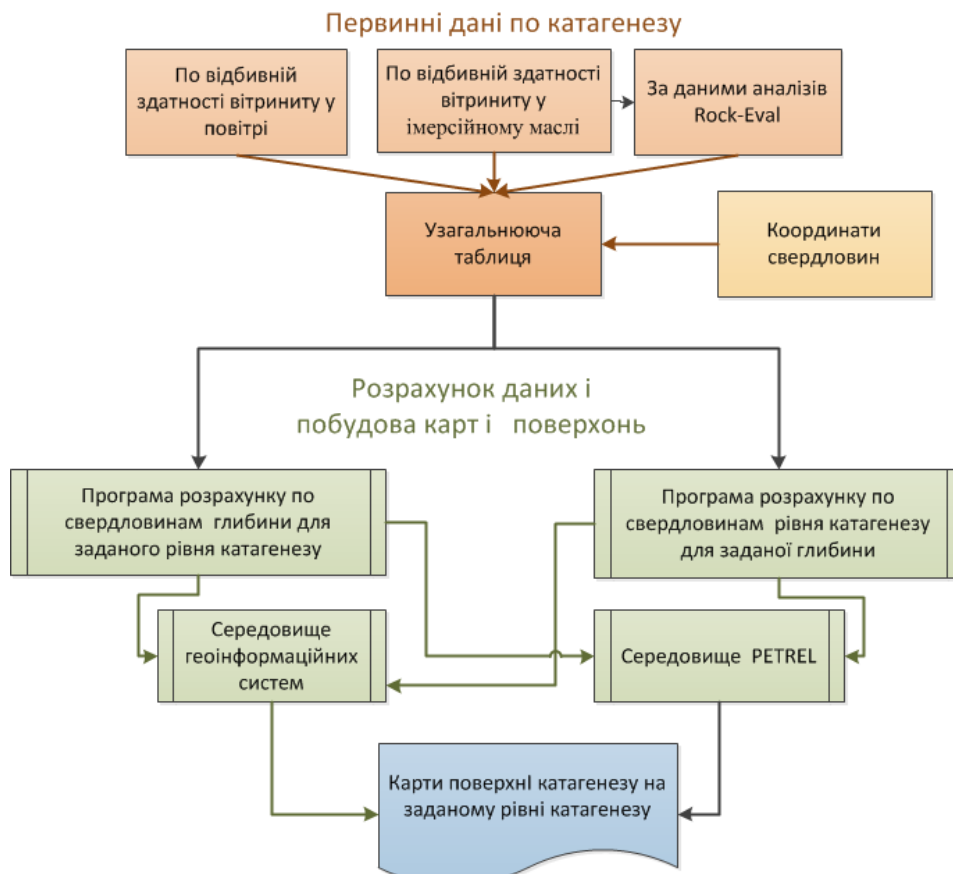 Первинні дані по катагенезу
По відбивній
здатності вітриниту у
повітрі
По відбивній здатності
вітриниту у
імерсійному маслі
За даними аналізів
Rock-Eval
Узагальнююча
таблиця
Координати
свердловин
Розрахунок даних і
побудова карт і поверхонь
Програма розрахунку по
свердловинам глибини для
заданого рівня катагенезу
Програма розрахунку по
свердловинам рівня катагенезу
для заданої глибини
Середовище
геоінформаційних
систем
Середовище PETREL
Карти поверхнІ катагенезу на
заданому рівні катагенезу